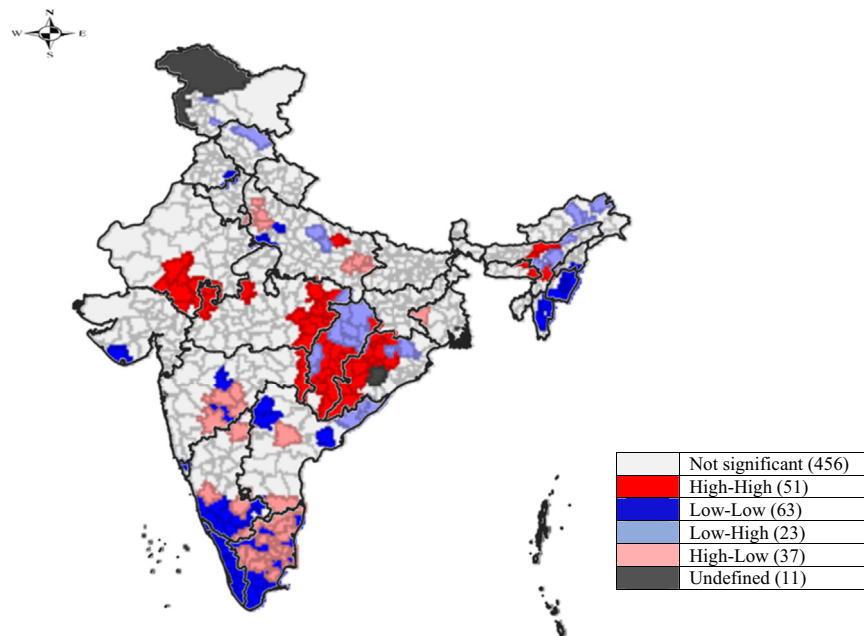 N
W E
S
Not significant (456)
High-High (51)
Low-Low (63)
Low-High (23)
High-Low (37)
Undefined (11)